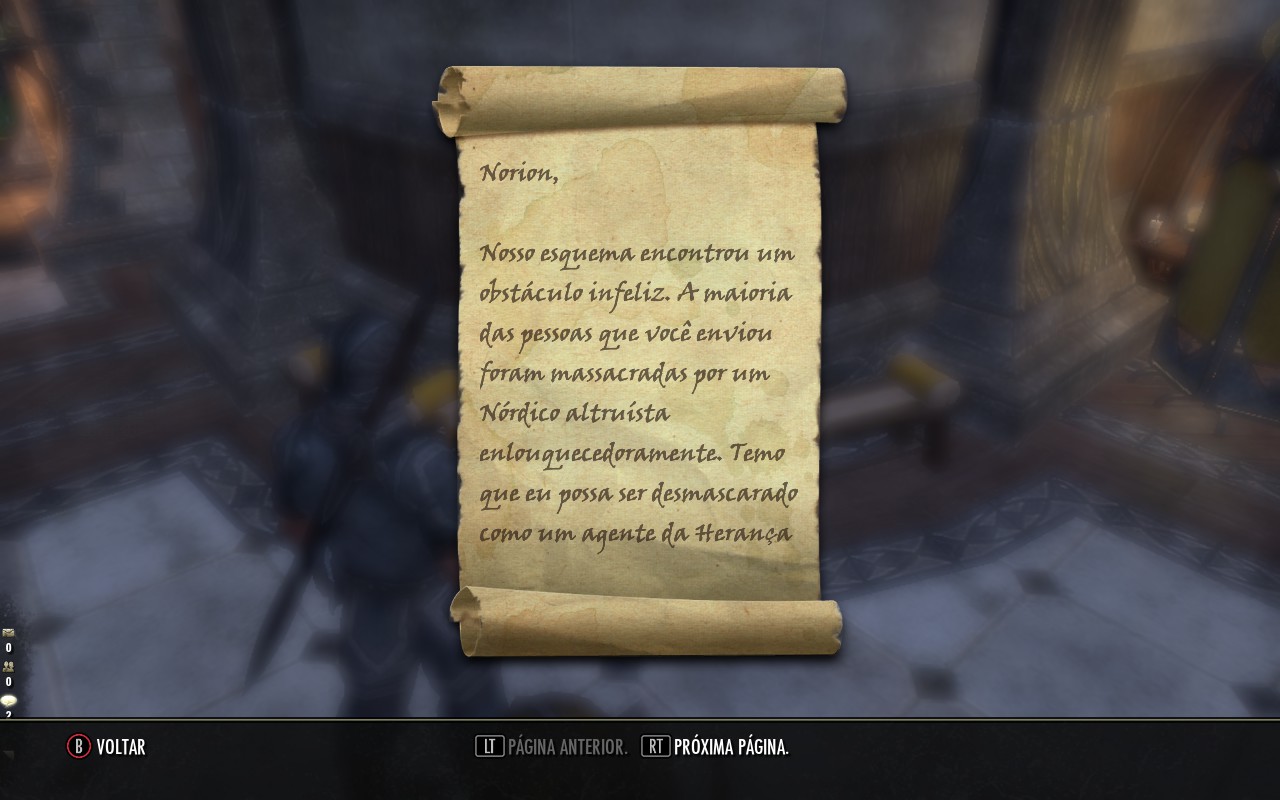 Norion,
Nosso esquema encontrou um
obstáculo infeliz. A maioria
das pessoas que você enviou
foram massacradas por um
Nórdico altruísta
enlouquecedoramente. Temo
que eu possa ser desmascarado
como um agente da Herança
0
0
B VOLTAR
LT PÁGINA ANTERIOR. RT PRÓXIMA PÁGINA.